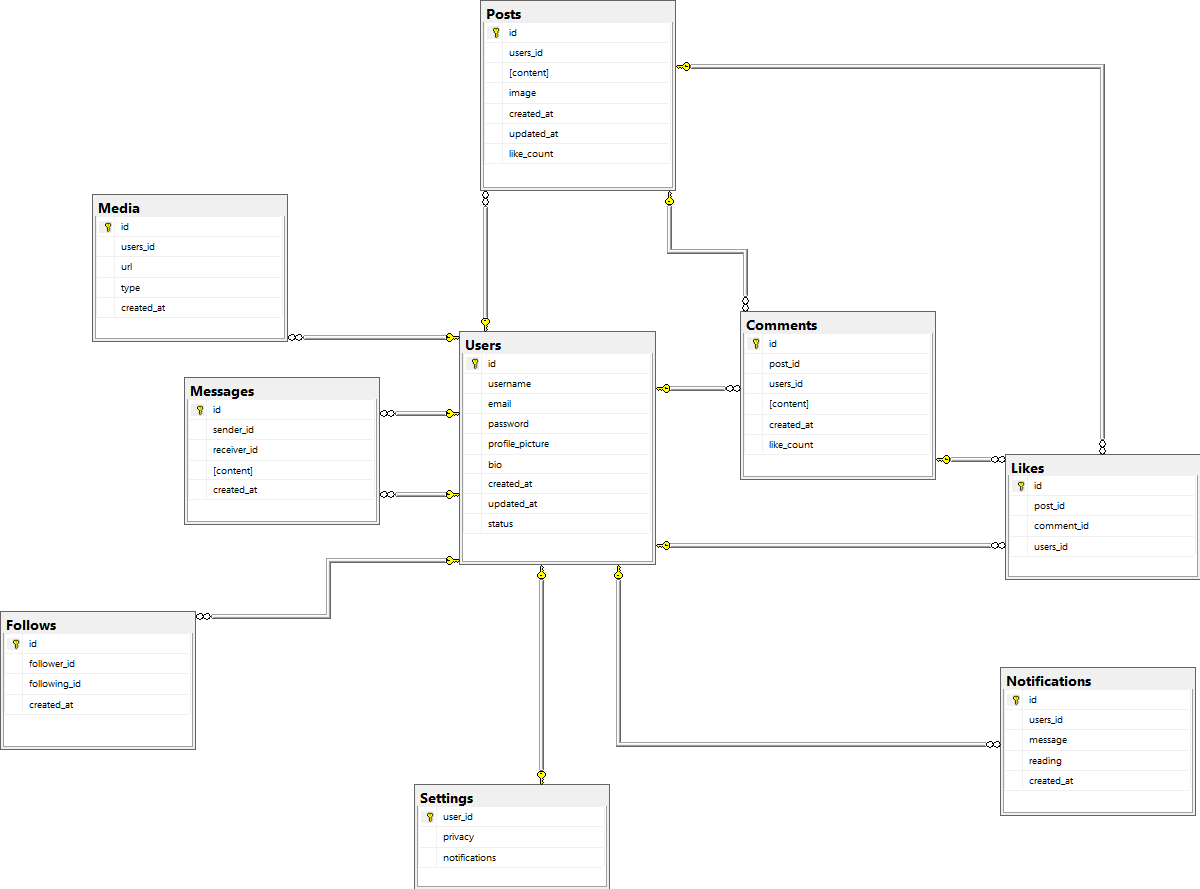 Posts
id
users_id
[content]
image
created_at
updated_at
like_count
Media
id
users_id
url
type
created_at
Users
id
username
email
password
profile_picture
bio
created_at
updated_at
status
Comments
id
post_id
users_id
[content]
created_at
like_count
Messages
id
sender_id
receiver_id
[content]
created_at
Likes
id
post_id
comment_id
users_id
Follows
id
follower_id
following_id
created_at
Notifications
id
users_id
message
reading
created_at
Settings
user_id
privacy
notifications